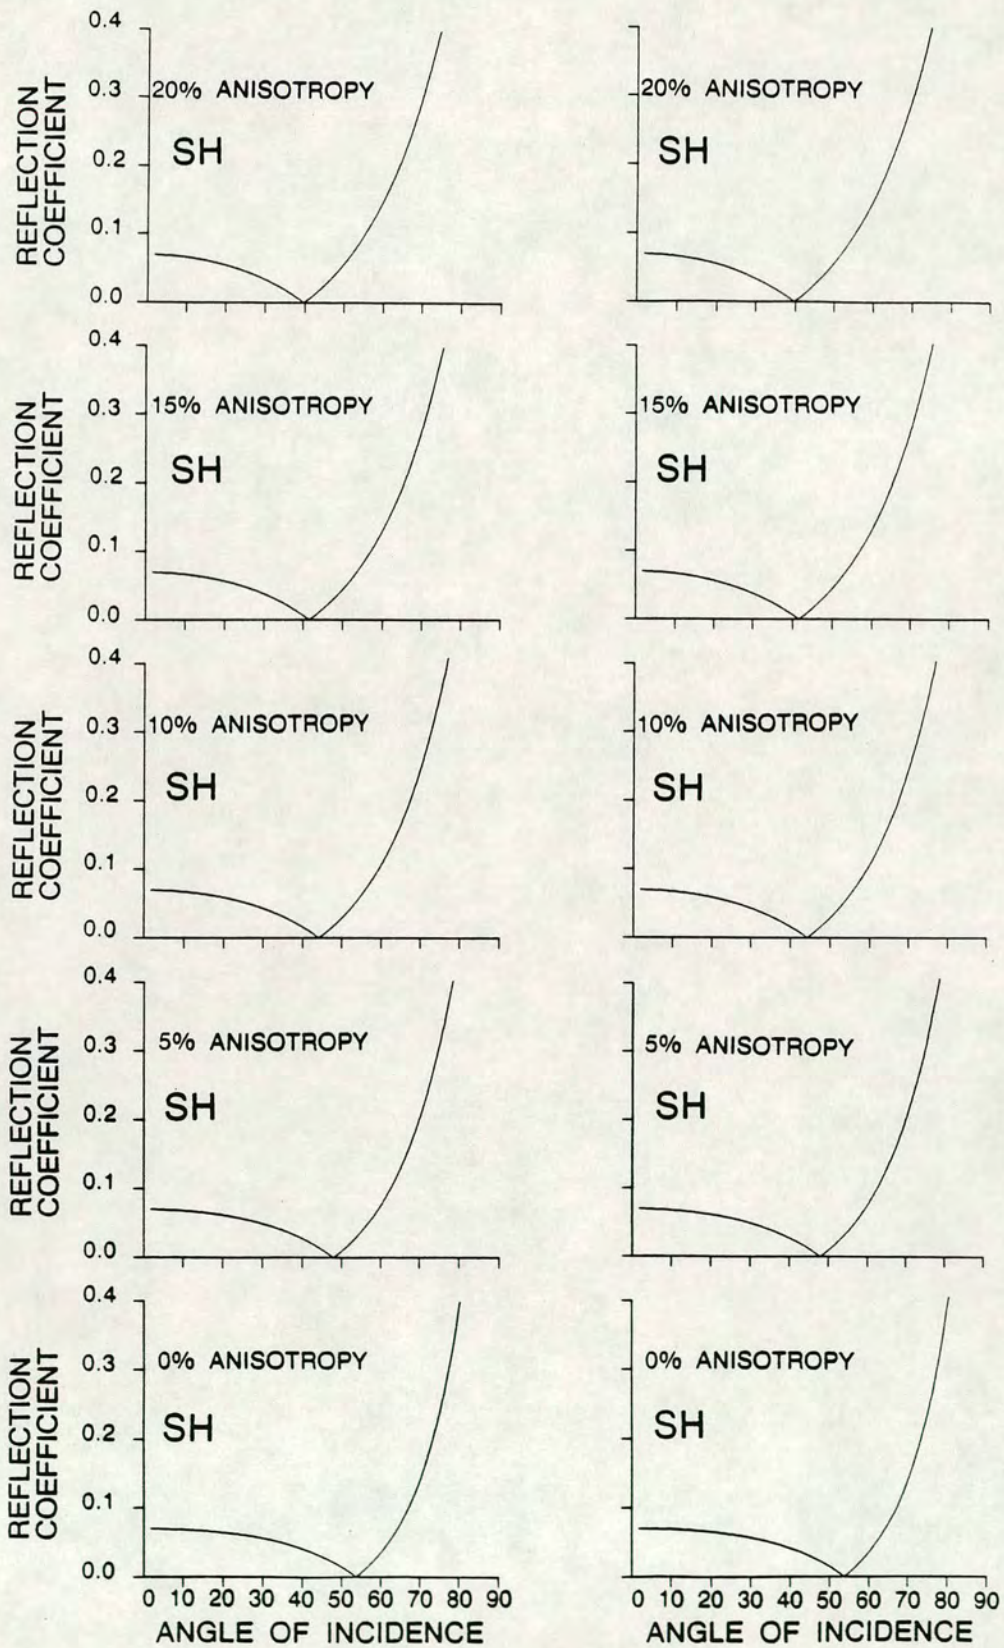 REFLECTION
COEFFICIENT
0.4
0.3
0.2
0.1
0.0
20% ANISOTROPY
SH
20% ANISOTROPY
SH
REFLECTION
COEFFICIENT
0.4
0.3
0.2
0.1
0.0
15% ANISOTROPY
SH
15% ANISOTROPY
SH
REFLECTION
COEFFICIENT
0.4
0.3
0.2
0.1
0.0
10% ANISOTROPY
SH
10% ANISOTROPY
SH
REFLECTION
COEFFICIENT
0.4
0.3
0.2
0.1
0.0
5% ANISOTROPY
SH
5% ANISOTROPY
SH
REFLECTION
COEFFICIENT
0.4
0.3
0.2
0.1
0.0
0% ANISOTROPY
SH
0% ANISOTROPY
SH
0 10 20 30 40 50 60 70 80 90
ANGLE OF INCIDENCE
0 10 20 30 40 50 60 70 80 90
ANGLE OF INCIDENCE